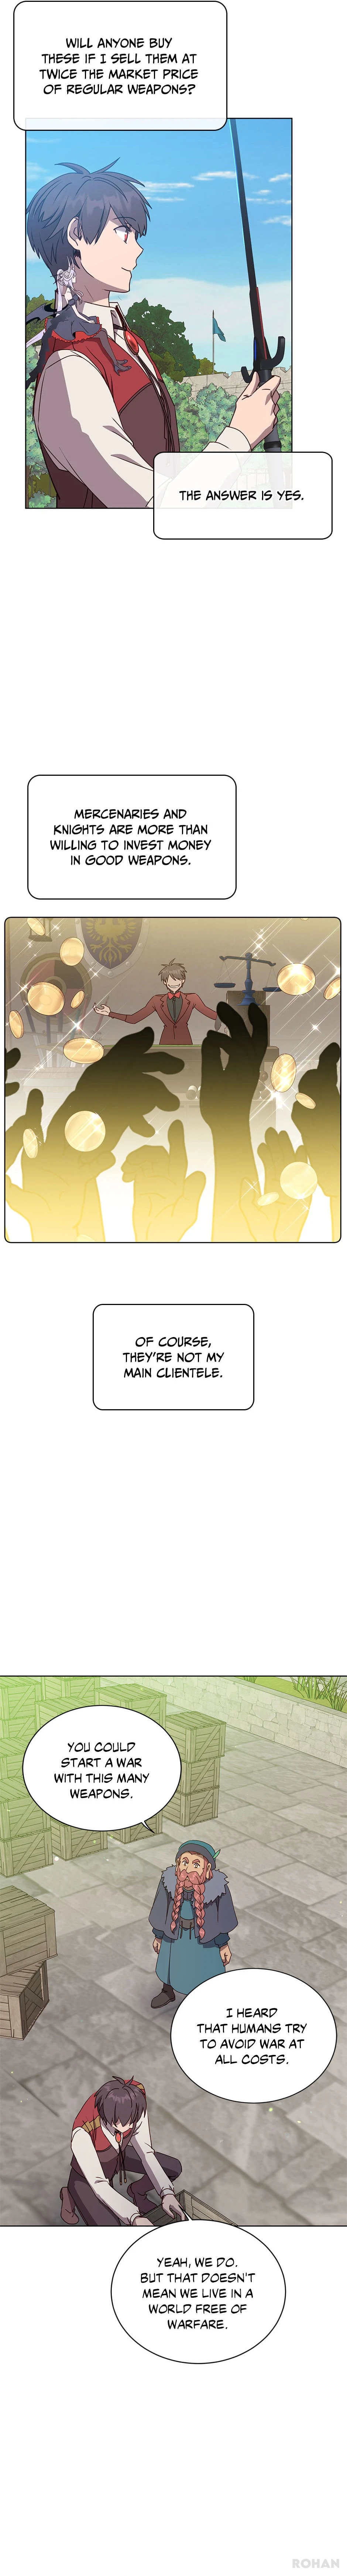 WILL ANYONE BUY
THESE IF I SELL THEM AT
TWICE THE MARKET PRICE
OF REGULAR WEAPONS?
THE ANSWER IS YES.
MERCENARIES AND
KNIGHTS ARE MORE THAN
WILLING TO INVEST MONEY
IN GOOD WEAPONS.
OF COURSE,
THEY'RE NOT MY
MAIN CLIENTELE.
YOU COULD
START A WAR
WITH THIS MANY
WEAPONS.
I HEARD
THAT HUMANS TRY
TO AVOID WAR AT
ALL COSTS.
YEAH, WE DO.
BUT THAT DOESN'T
MEAN WE LIVE IN A
WORLD FREE OF
WARFARE.
ROHAN